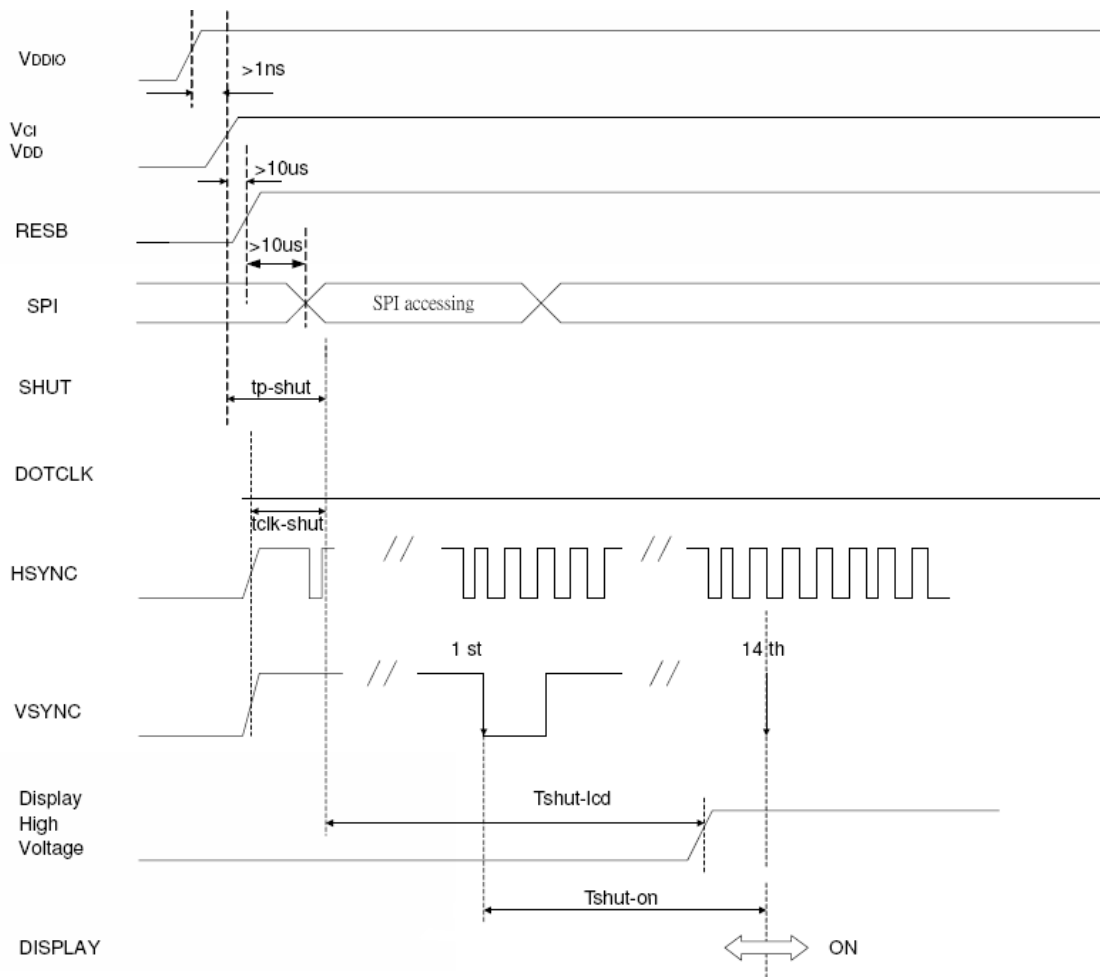 VDDIO
>1ns
VCI
VDD
>10us
RESB
>10us
SPI
SPI accessing
SHUT
tp-shut
DOTCLK
tclk-shut
HSYNC
//
//
1 st
14 th
VSYNC
//
//
Display
High
Voltage
Tshut-lcd
Tshut-on
DISPLAY
ON